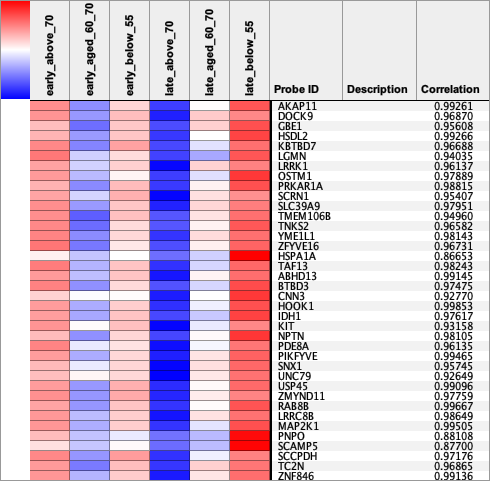 early_above_70 early_aged_60_70 early_below_55 late_above_70 late_aged_60_70 late_below_55
Probe ID Description Correlation
AKAP11 0.99261
DOCK9 0.96870
GBE1 0.95608
HSDL2 0.99266
KBTBD7 0.96688
LGMN 0.94035
LRRK1 0.96137
OSTM1 0.97889
PRKAR1A 0.98815
SCRN1 0.95407
SLC39A9 0.97951
TMEM106B 0.94960
TNKS2 0.96582
YME1L1 0.98143
ZFYVE16 0.96731
HSPA1A 0.86653
TAF13 0.98243
ABHD13 0.99145
BTBD3 0.97475
CNN3 0.92770
HOOK1 0.99853
IDH1 0.97617
KIT 0.93158
NPTN 0.98105
PDE8A 0.96135
PIKFYVE 0.99465
SNX1 0.95745
UNC79 0.92649
USP45 0.99096
ZMYND11 0.97759
RAB8B 0.99667
LRRC8B 0.98649
MAP2K1 0.99505
PNPO 0.88108
SCAMP5 0.87700
SCCPDH 0.97176
TC2N 0.96865
ZNF846 0.99136